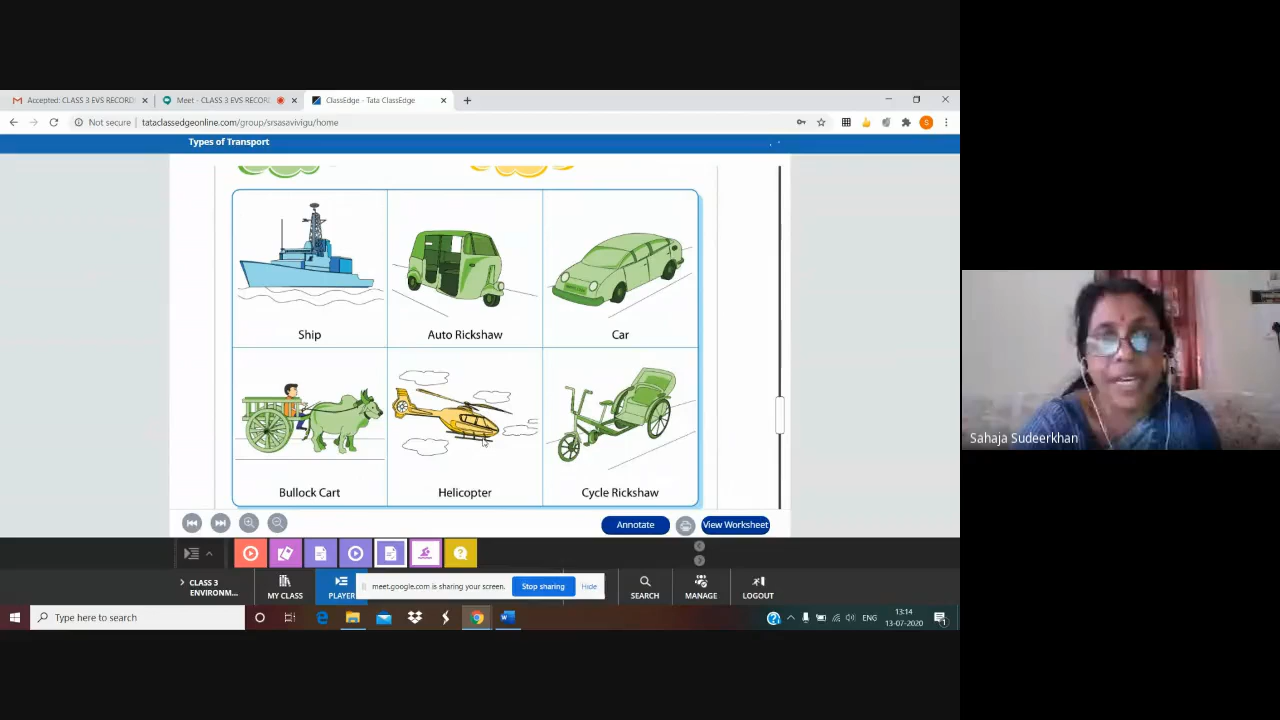 Accepted: CLASS 3 EVS RECORD
Meet - CLASS 3 EVS RECORD
ClassEdge - Tata ClassEdge
Not secure
tataclassedgeonline.com/group/srsasavivigu/home
S
Types of Transport
Ship
Auto Rickshaw
Car
Bullock Cart
Helicopter
Cycle Rickshaw
Annotate
View Worksheet
CLASS 3
ENVIRONM...
MY CLASS
PLAYER
meet.google.com is sharing your screen.
Stop sharing
Hide
SEARCH
MANAGE
LOGOUT
Type here to search
ENG
13:14
13-07-2020
Sahaja Sudeerkhan